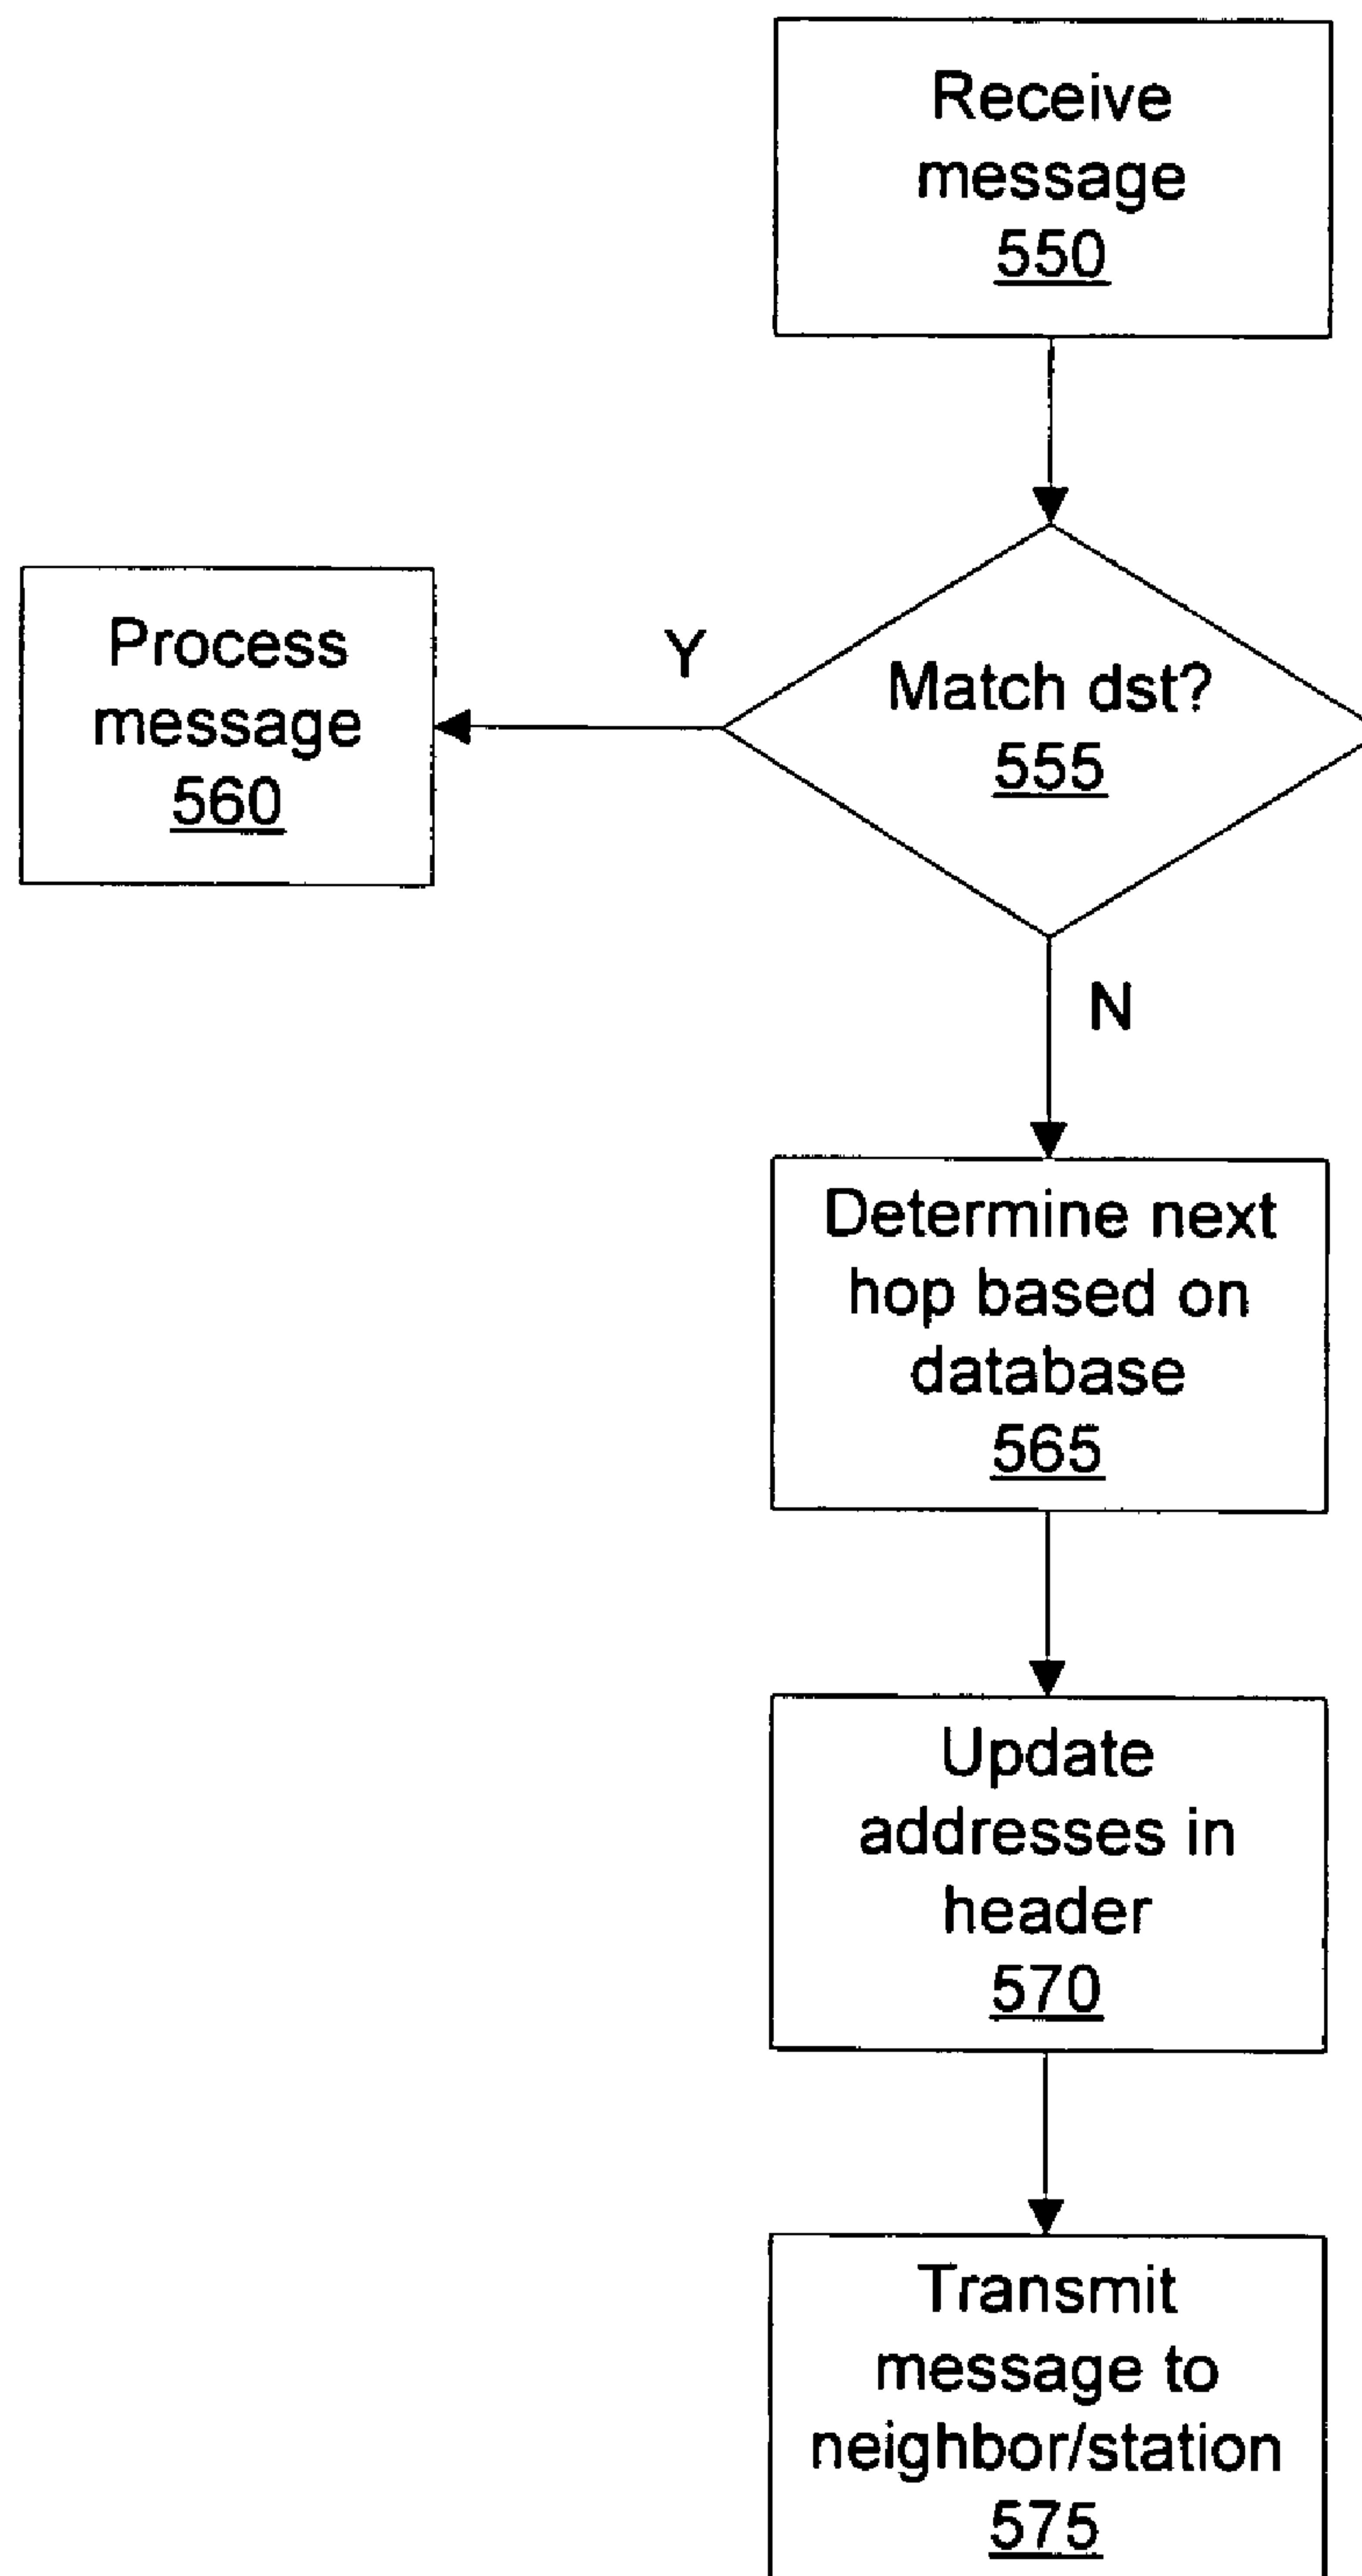 Receive
message
550
Match dst?
555
Y
Process
message
560
N
Determine next
hop based on
database
565
Update
addresses in
header
570
Transmit
message to
neighbor/station
575